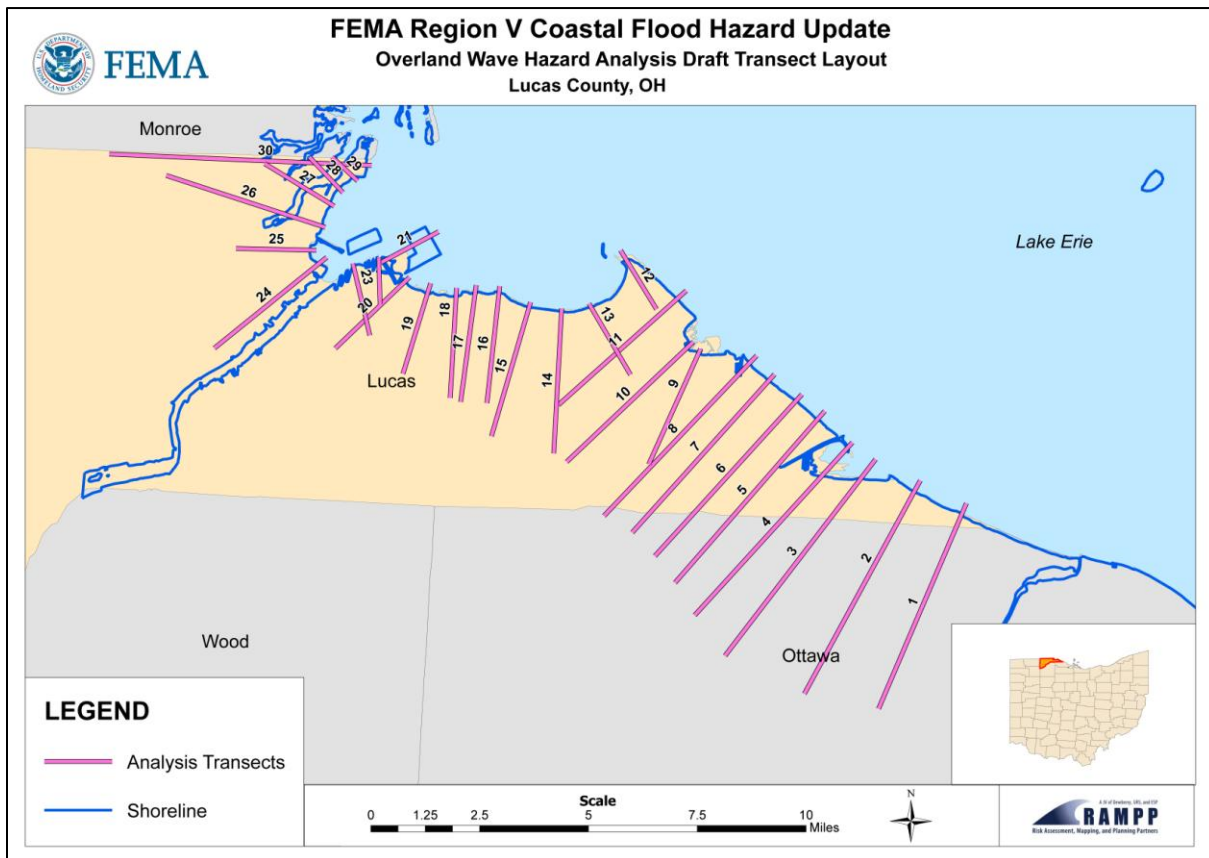 FEMA Region V Coastal Flood Hazard Update
Overland Wave Hazard Analysis Draft Transect Layout
Lucas County, OH
FEMA
Monroe
30
29
28
27
26
25
24
23
21
20
19
18
17
16
15
14
13
12
11
10
9
8
7
6
5
4
3
2
1
Lake Erie
Lucas
Wood
Ottawa
LEGEND
Analysis Transects
Shoreline
Scale
0 1.25 2.5 5 7.5 10
Miles
N
RAMPP
Risk Assessment, Mapping, and Planning Partners